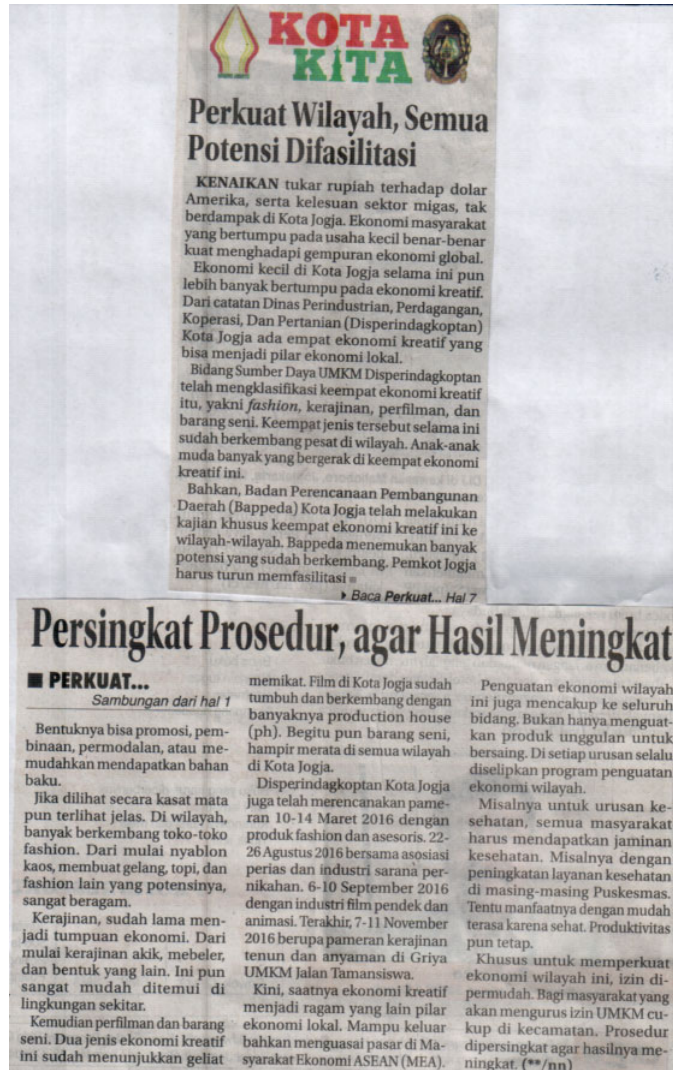 KOTA
KITA
Perkuat Wilayah, Semua
Potensi Difasilitasi
KENAIKAN tukar rupiah terhadap dolar
Amerika, serta kelesuan sektor migas, tak
berdampak di Kota Jogja. Ekonomi masyarakat
yang bertumpu pada usaha kecil benar-benar
kuat menghadapi gempuran ekonomi global.
Ekonomi kecil di Kota Jogja selama ini pun
lebih banyak bertumpu pada ekonomi kreatif.
Dari catatan Dinas Perindustrian, Perdagangan,
Koperasi, Dan Pertanian (Disperindagkoptan)
Kota Jogja ada empat ekonomi kreatif yang
bisa menjadi pilar ekonomi lokal.
Bidang Sumber Daya UMKM Disperindagkoptan
telah mengklasifikasi keempat ekonomi kreatif
itu, yakni fashion, kerajinan, perfilman, dan
barang seni. Keempat jenis tersebut selama ini
sudah berkembang pesat di wilayah. Anak-anak
muda banyak yang bergerak di keempat ekonomi
kreatif ini.
Bahkan, Badan Perencanaan Pembangunan
Daerah (Bappeda) Kota Jogja telah melakukan
kajian khusus keempat ekonomi kreatif ini ke
wilayah-wilayah. Bappeda menemukan banyak
potensi yang sudah berkembang. Pemkot Jogja
harus turun memfasilitasi
Baca Perkuat... Hal 7
Persingkat Prosedur, agar Hasil Meningkat
PERKUAT...
Sambungan dari hal 1
Bentuknya bisa promosi, pem-
binaan, permodalan, atau me-
mudahkan mendapatkan bahan
baku.
Jika dilihat secara kasat mata
pun terlihat jelas. Di wilayah,
banyak berkembang toko-toko
fashion. Dari mulai nyablon
kaos, membuat gelang, topi, dan
fashion lain yang potensinya,
sangat beragam.
Kerajinan, sudah lama men-
jadi tumpuan ekonomi. Dari
mulai kerajinan akik, mebeler,
dan bentuk yang lain. Ini pun
sangat mudah ditemui di
lingkungan sekitar.
Kemudian perfilman dan barang
seni. Dua jenis ekonomi kreatif
ini sudah menunjukkan geliat
memikat. Film di Kota Jogja sudah
tumbuh dan berkembang dengan
banyaknya production house
(ph). Begitu pun barang seni,
hampir merata di semua wilayah
di Kota Jogja.
Disperindagkoptan Kota Jogja
juga telah merencanakan pame-
ran 10-14 Maret 2016 dengan
produk fashion dan asesoris. 22-
26 Agustus 2016 bersama asosiasi
perias dan industri sarana per-
nikahan. 6-10 September 2016
dengan industri film pendek dan
animasi. Terakhir, 7-11 November
2016 berupa pameran kerajinan
tenun dan anyaman di Griya
UMKM Jalan Tamansiswa.
Kini, saatnya ekonomi kreatif
menjadi ragam yang lain pilar
ekonomi lokal. Mampu keluar
bahkan menguasai pasar di Ma-
syarakat Ekonomi ASEAN (MEA).
Penguatan ekonomi wilayah
ini juga mencakup ke seluruh
bidang. Bukan hanya menguat-
kan produk unggulan untuk
bersaing. Di setiap urusan selalu
diselipkan program penguatan
ekonomi wilayah.
Misalnya untuk urusan ke-
sehatan, semua masyarakat
harus mendapatkan jaminan
kesehatan. Misalnya dengan
peningkatan layanan kesehatan
di masing-masing Puskesmas.
Tentu manfaatnya dengan mudah
terasa karena sehat. Produktivitas
pun tetap.
Khusus untuk memperkuat
ekonomi wilayah ini, izin di-
permudah. Bagi masyarakat yang
akan mengurus izin UMKM cu-
kup di kecamatan. Prosedur
dipersingkat agar hasilnya me-
ningkat. (**/nn)